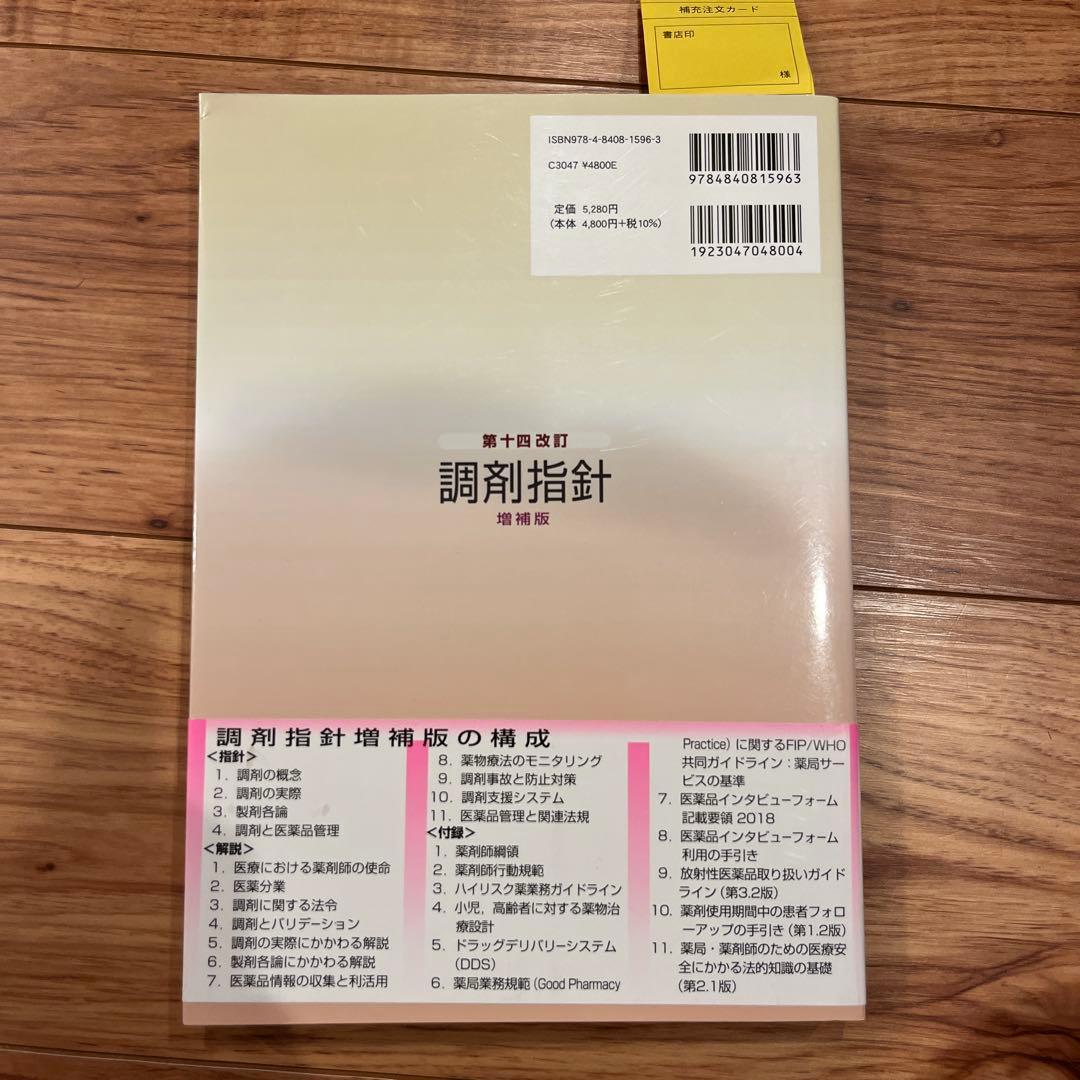 補充注文カード
書店印
様
ISBN978-4-8408-1596-3
C3047 ¥4800E
定価 5,280円
(本体 4,800円+税10%)
9784840815963
1923047048004
第十四改訂
調剤指針
増補版
調剤指針増補版の構成
<指針>
1. 調剤の概念
2. 調剤の実際
3. 製剤各論
4. 調剤と医薬品管理
<解説>
1. 医療における薬剤師の使命
2. 医薬分業
3. 調剤に関する法令
4. 調剤とバリデーション
5. 調剤の実際にかかわる解説
6. 製剤各論にかかわる解説
7. 医薬品情報の収集と利活用
8. 薬物療法のモニタリング
9. 調剤事故と防止対策
10. 調剤支援システム
11. 医薬品管理と関連法規
<付録>
1. 薬剤師綱領
2. 薬剤師行動規範
3. ハイリスク薬業務ガイドライン
4. 小児,高齢者に対する薬物治
療設計
5. ドラッグデリバリーシステム
(DDS)
6. 薬局業務規範(Good Pharmacy
Practice)に関するFIP/WHO
共同ガイドライン:薬局サー
ビスの基準
7. 医薬品インタビューフォーム
記載要領 2018
8. 医薬品インタビューフォーム
利用の手引き
9. 放射性医薬品取り扱いガイド
ライン(第3.2版)
10. 薬剤使用期間中の患者フォロ
ーアップの手引き(第1.2版)
11. 薬局・薬剤師のための医療安
全にかかる法的知識の基礎
(第2.1版)